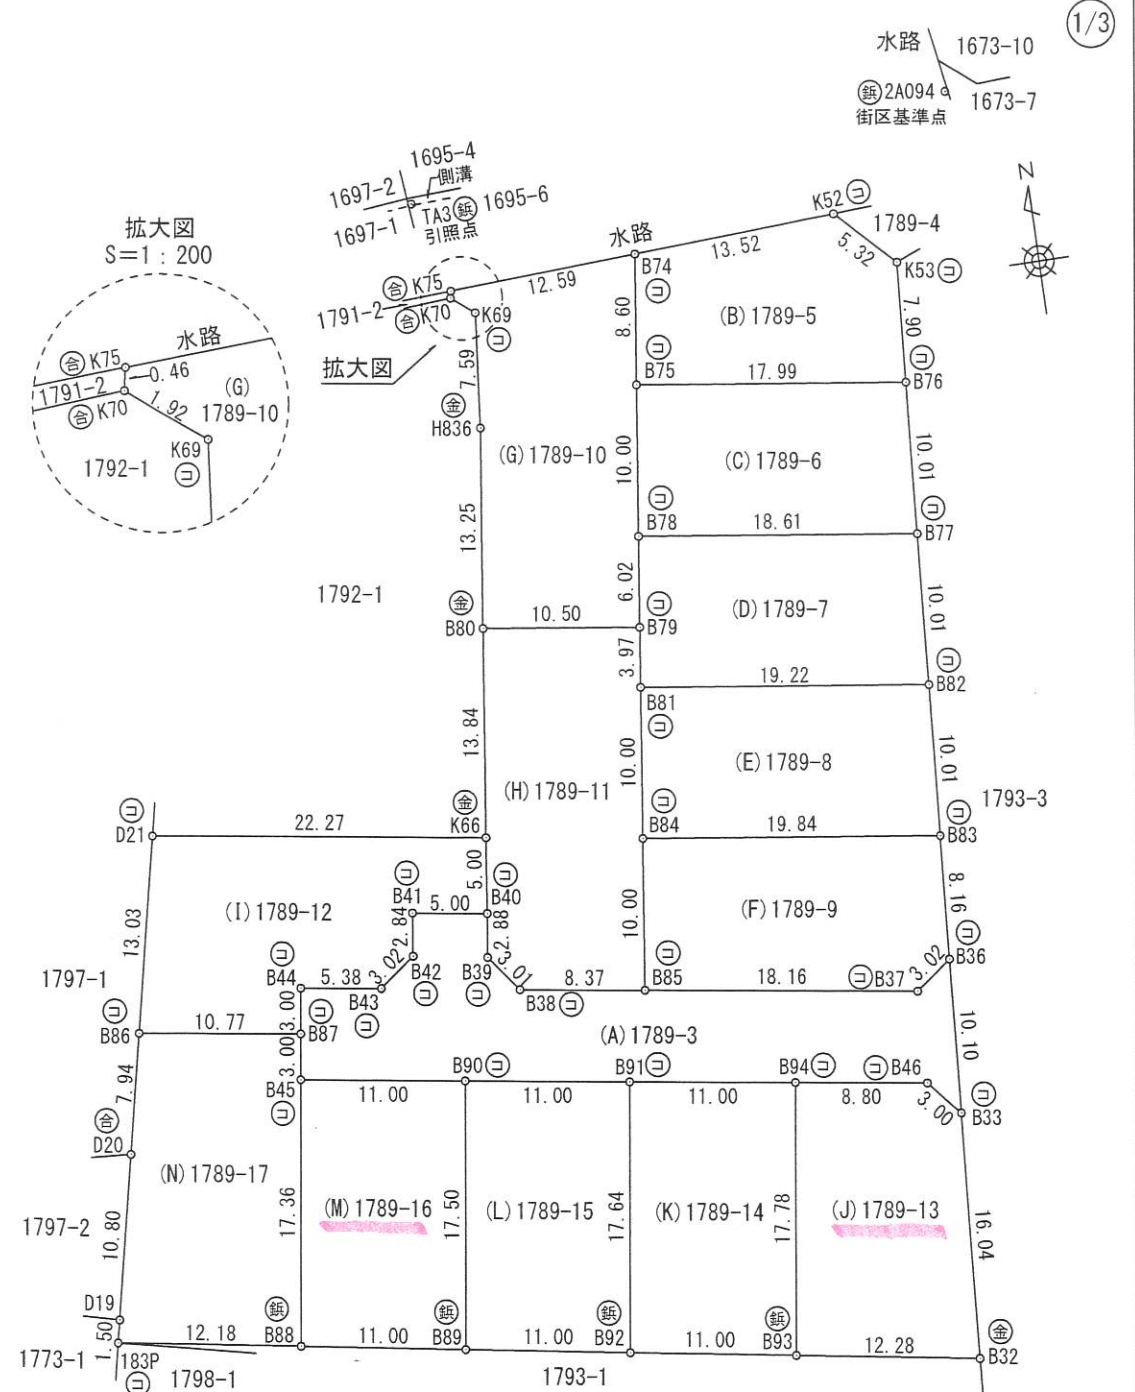 1/3
水路 1673-10
鋲 2A094 1673-7
街区基準点
N
1695-4
1697-2 側溝
TA3 鋲 1695-6
1697-1 引照点
拡大図
S=1:200
合 K75 水路
0.46
1791-2 (G)
合 K70 1.92 1789-10
K69
コ
1792-1
水路
K52 コ
1789-4
13.52
5.32
K53 コ
B74
コ
12.59
合 K75
1791-2 合 K70
K69
コ
拡大図
7.59
8.60
(B)1789-5
7.90
コ
B75
17.99
コ
B76
金
H836
(G)1789-10
10.00
(C)1789-6
10.01
コ
B78
18.61
コ
B77
13.25
1792-1
6.02
(D)1789-7
10.01
金
B80
10.50
コ
B79
3.97
19.22
コ
B82
B81
コ
13.84
(H)1789-11
10.00
(E)1789-8
10.01
1793-3
コ
D21
22.27
金
K66
コ
B84
19.84
コ
B83
5.00
8.16
(I)1789-12
コ
B41
5.00
コ
B40
10.00
(F)1789-9
13.03
2.84
2.88
1797-1
コ
B44
5.38
3.02
B43
コ
B42
コ
B39
コ
3.01
B38 コ
8.37
コ
B85
18.16
コ B37
3.02
コ
B36
3.00
コ
B87
B86
コ
10.77
(A)1789-3
10.10
3.00
B45
コ
B90 コ
B91 コ
B94 コ
コ B46
11.00
11.00
11.00
8.80
3.00
コ
B33
7.94
合
D20
(N)1789-17
17.36
(M)1789-16
17.50
(L)1789-15
17.64
(K)1789-14
17.78
(J)1789-13
16.04
1797-2
10.80
D19
1.50
12.18
鋲
B88
11.00
鋲
B89
11.00
鋲
B92
11.00
鋲
B93
12.28
金
B32
1773-1
183P
コ
1798-1
1793-1